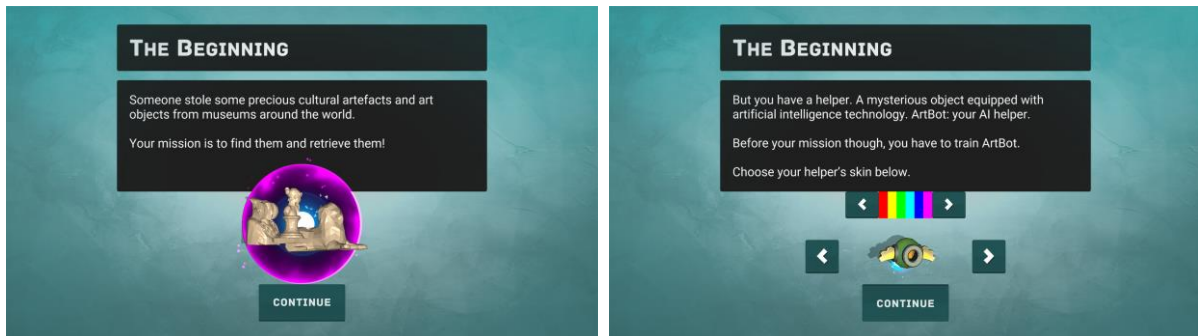 THE BEGINNING
Someone stole some precious cultural artefacts and art
objects from museums around the world.
Your mission is to find them and retrieve them!
CONTINUE
THE BEGINNING
But you have a helper. A mysterious object equipped with
artificial intelligence technology. ArtBot: your AI helper.
Before your mission though, you have to train ArtBot.
Choose your helper's skin below.
CONTINUE